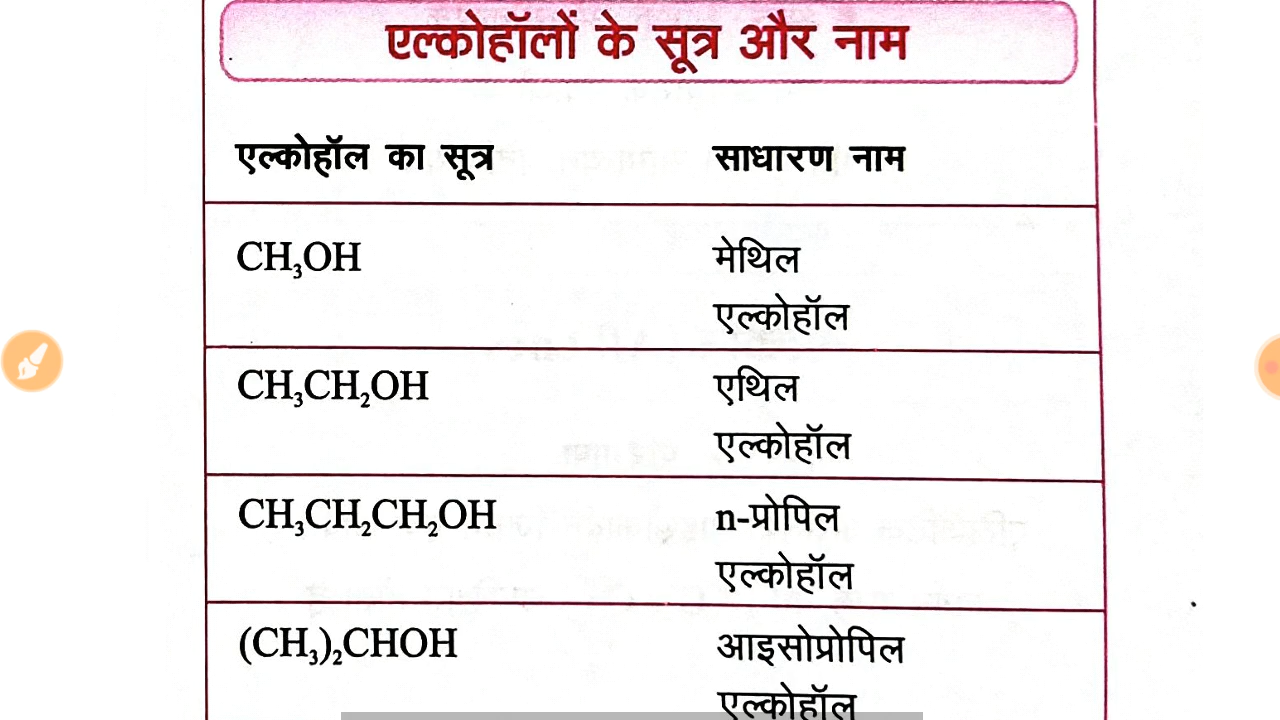 एल्कोहॉलों के सूत्र और नाम
एल्कोहॉल का सूत्र साधारण नाम
CH₃OH मेथिल
एल्कोहॉल
CH₃CH₂OH एथिल
एल्कोहॉल
CH₃CH₂CH₂OH n-प्रोपिल
एल्कोहॉल
(CH₃)₂CHOH आइसोप्रोपिल
एल्कोहॉल